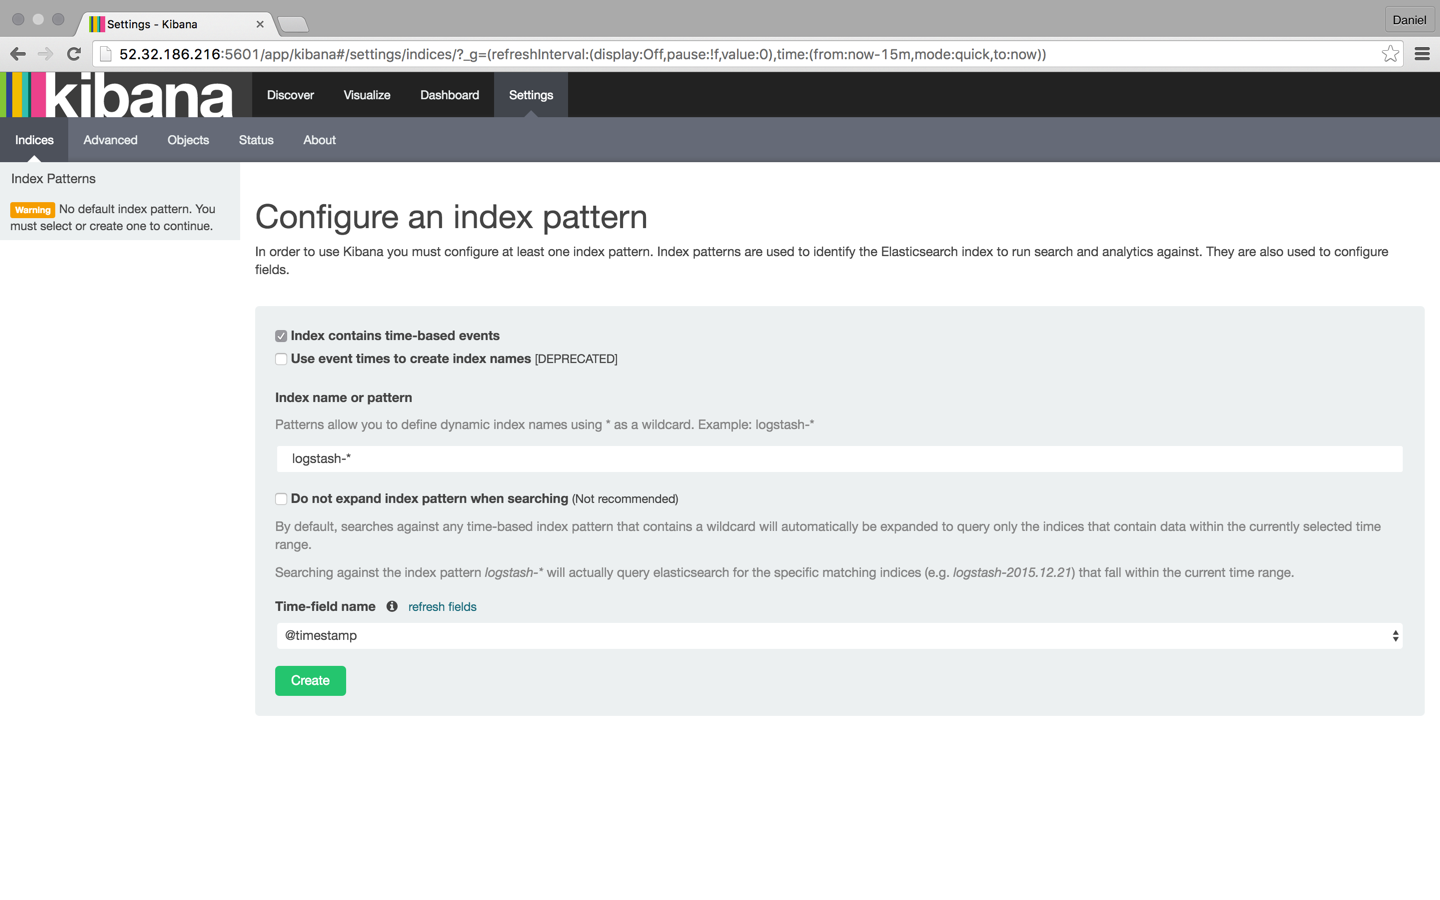 Settings - Kibana
Daniel
52.32.186.216:5601/app/kibana#/settings/indices/?_g=(refreshInterval:(display:Off,pause:!f,value:0),time:(from:now-15m,mode:quick,to:now))
kibana Discover Visualize Dashboard Settings
Indices Advanced Objects Status About
Index Patterns
Warning No default index pattern. You
must select or create one to continue.
Configure an index pattern
In order to use Kibana you must configure at least one index pattern. Index patterns are used to identify the Elasticsearch index to run search and analytics against. They are also used to configure
fields.
Index contains time-based events
Use event times to create index names [DEPRECATED]
Index name or pattern
Patterns allow you to define dynamic index names using * as a wildcard. Example: logstash-*
logstash-*
Do not expand index pattern when searching (Not recommended)
By default, searches against any time-based index pattern that contains a wildcard will automatically be expanded to query only the indices that contain data within the currently selected time
range.
Searching against the index pattern logstash-* will actually query elasticsearch for the specific matching indices (e.g. logstash-2015.12.21) that fall within the current time range.
Time-field name refresh fields
@timestamp
Create